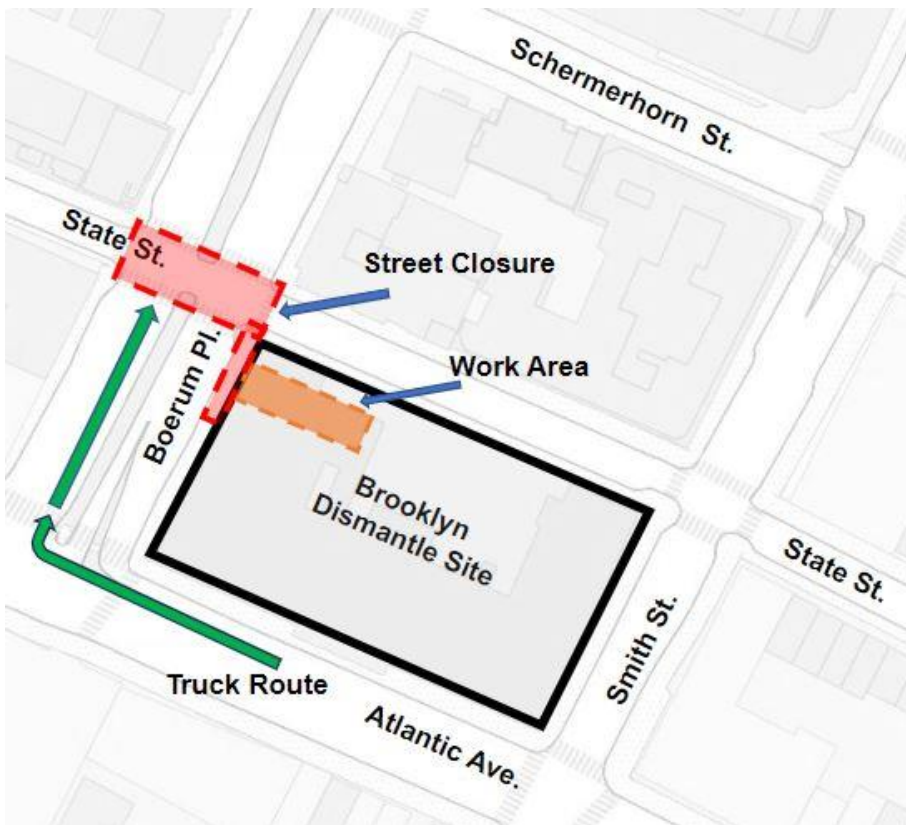 Schermerhorn St.
State St.
Street Closure
Boerum Pl.
Work Area
Brooklyn
Dismantle Site
State St.
Smith St.
Truck Route
Atlantic Ave.